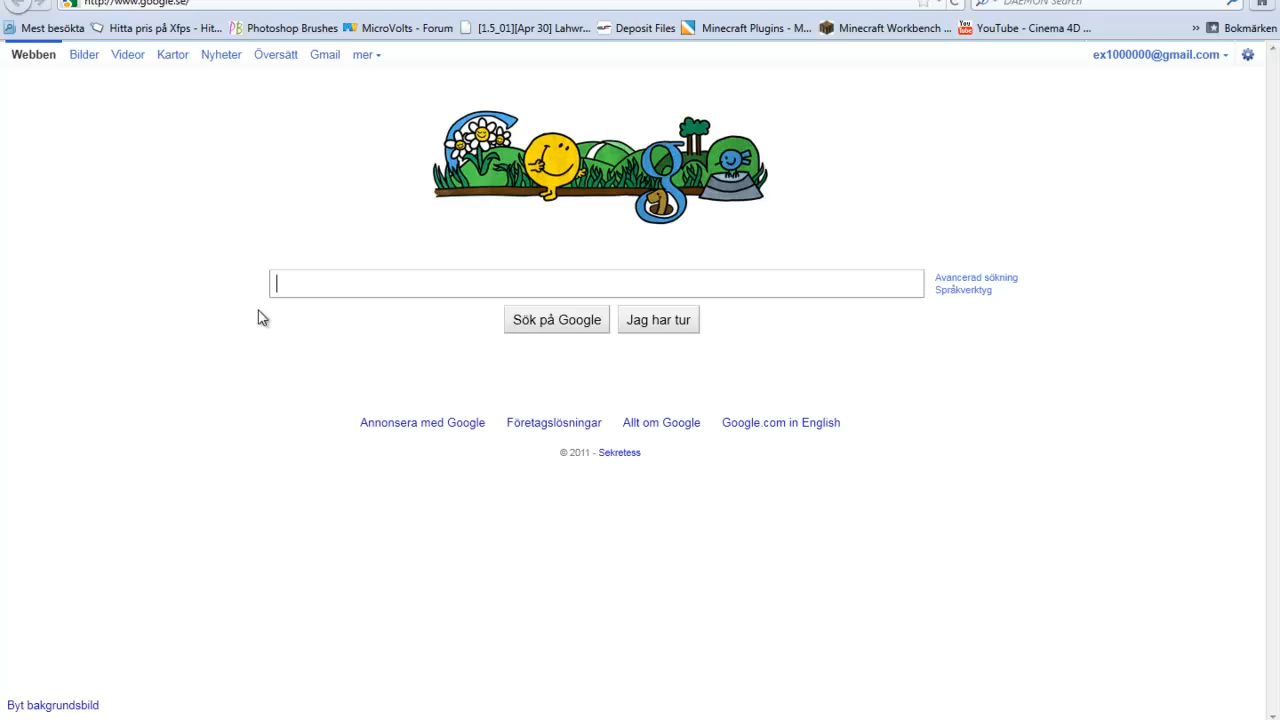 http://www.google.se/
DAEMON Search
Mest besökta Hitta pris på Xfps - Hit... Photoshop Brushes MicroVolts - Forum [1.5_01][Apr 30] Lahwr... Deposit Files Minecraft Plugins - M... Minecraft Workbench ... YouTube - Cinema 4D ... » Bokmärken
Webben Bilder Videor Kartor Nyheter Översätt Gmail mer ex1000000@gmail.com
Avancerad sökning
Språkverktyg
Sök på Google Jag har tur
Annonsera med Google Företagslösningar Allt om Google Google.com in English
© 2011 - Sekretess
Byt bakgrundsbild